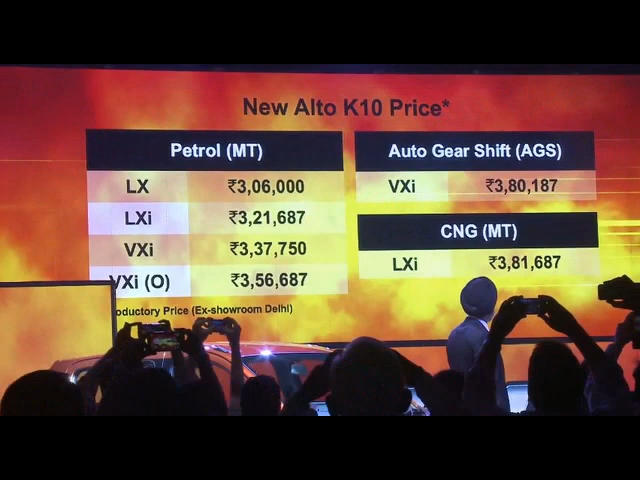 New Alto K10 Price*
Petrol (MT)
LX ₹3,06,000
LXi ₹3,21,687
VXi ₹3,37,750
VXi (O) ₹3,56,687
Auto Gear Shift (AGS)
VXi ₹3,80,187
CNG (MT)
LXi ₹3,81,687
Price (Ex-showroom Delhi)